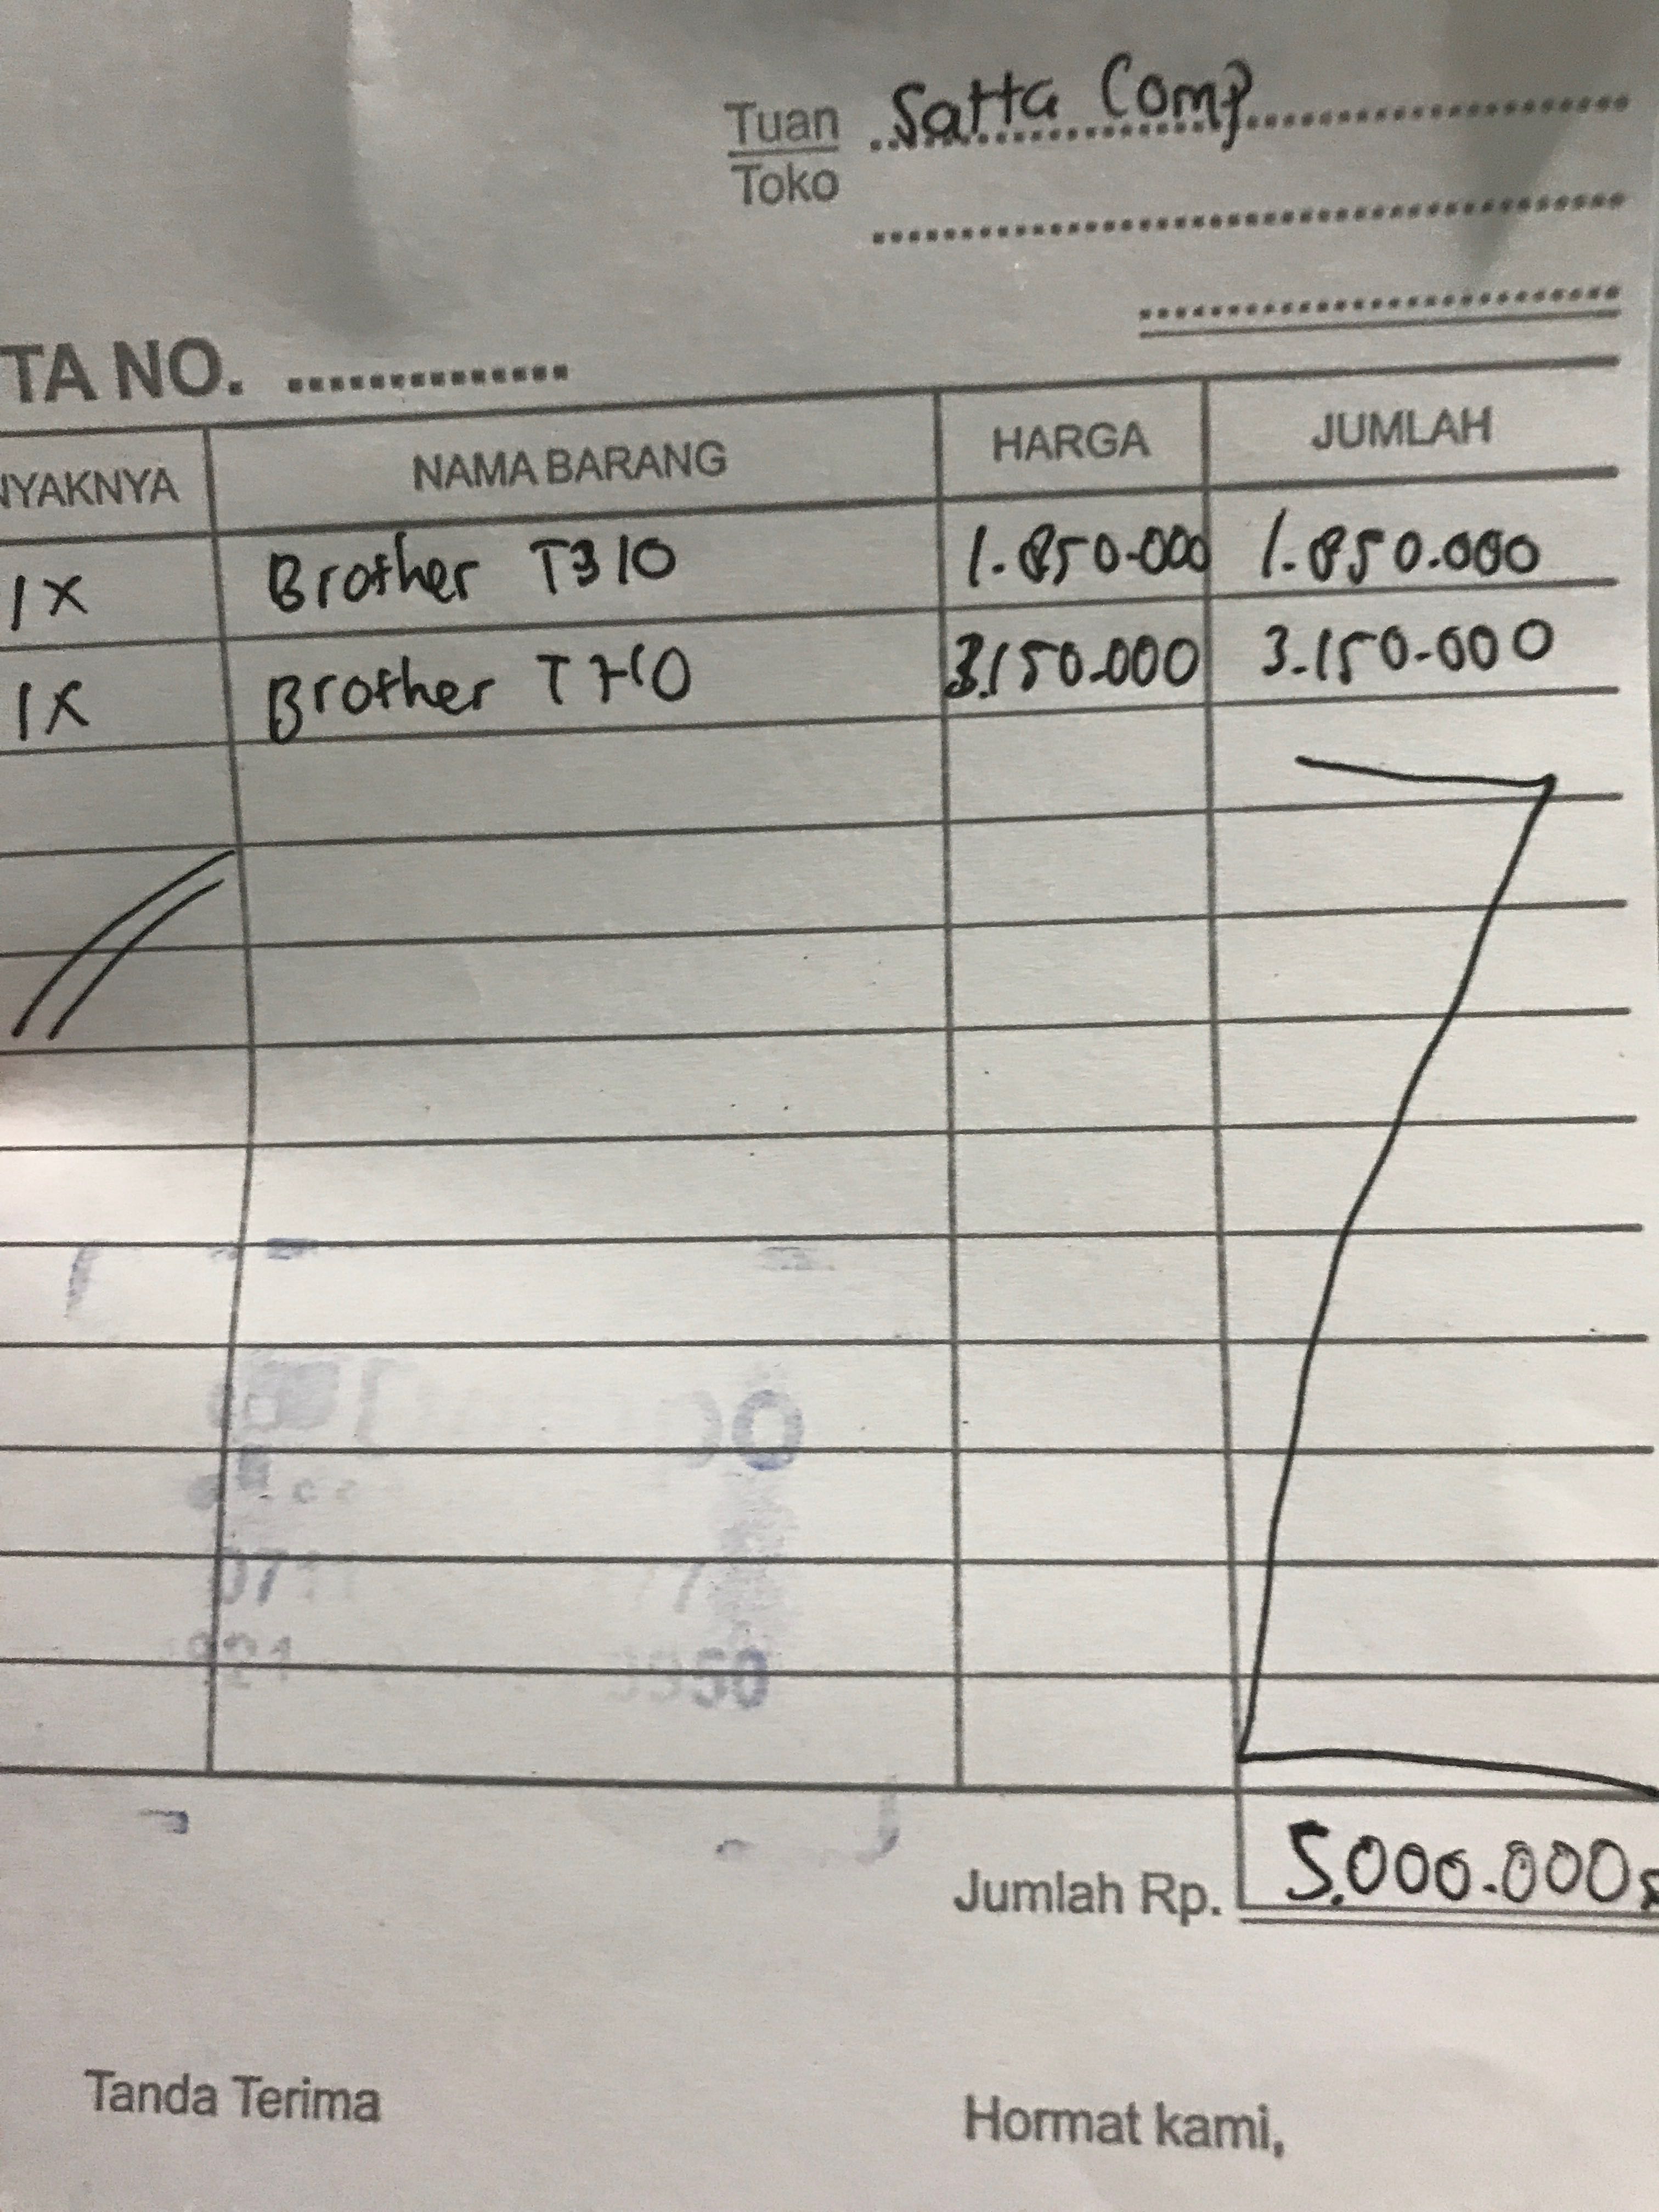 Tuan Satta Comp
Toko
TA NO.
NYAKNYA NAMA BARANG HARGA JUMLAH
1x Brother T310 1.850.000 1.850.000
1x Brother T710 3.150.000 3.150.000
Jumlah Rp. 5.000.000
Tanda Terima Hormat kami,